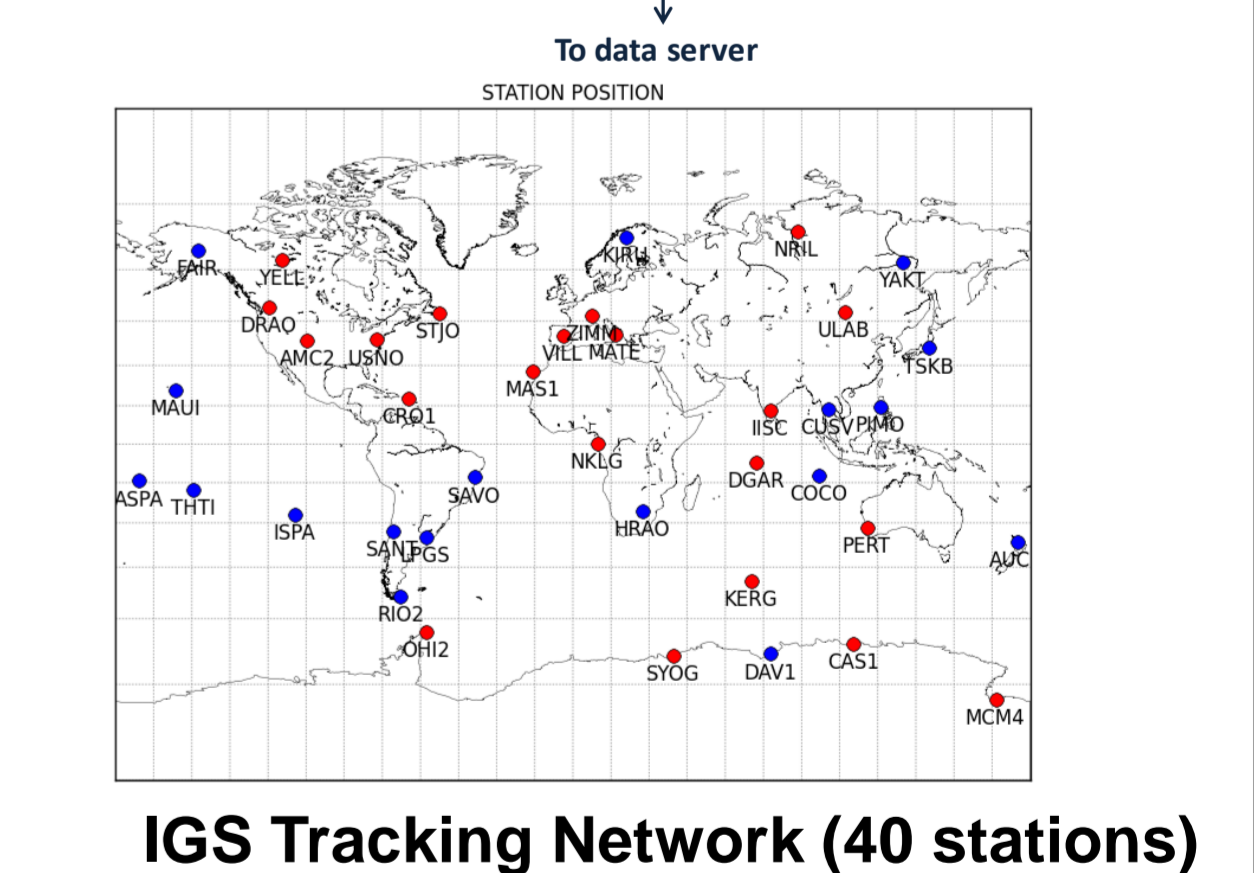 To data server
STATION POSITION
KIRU
NRIL
FAIR
YELL
YAKT
DRAO
STJO
ZIMM
ULAB
AMC2
USNO
VILL
MATE
TSKB
MAS1
MAUI
CRO1
IISC
CUSV
PIMO
NKLG
DGAR
COCO
ASPA
THTI
SAVO
ISPA
HRAO
SANT
LPGS
PERT
AUC
KERG
RIO2
OHI2
SYOG
DAV1
CAS1
MCM4
IGS Tracking Network (40 stations)